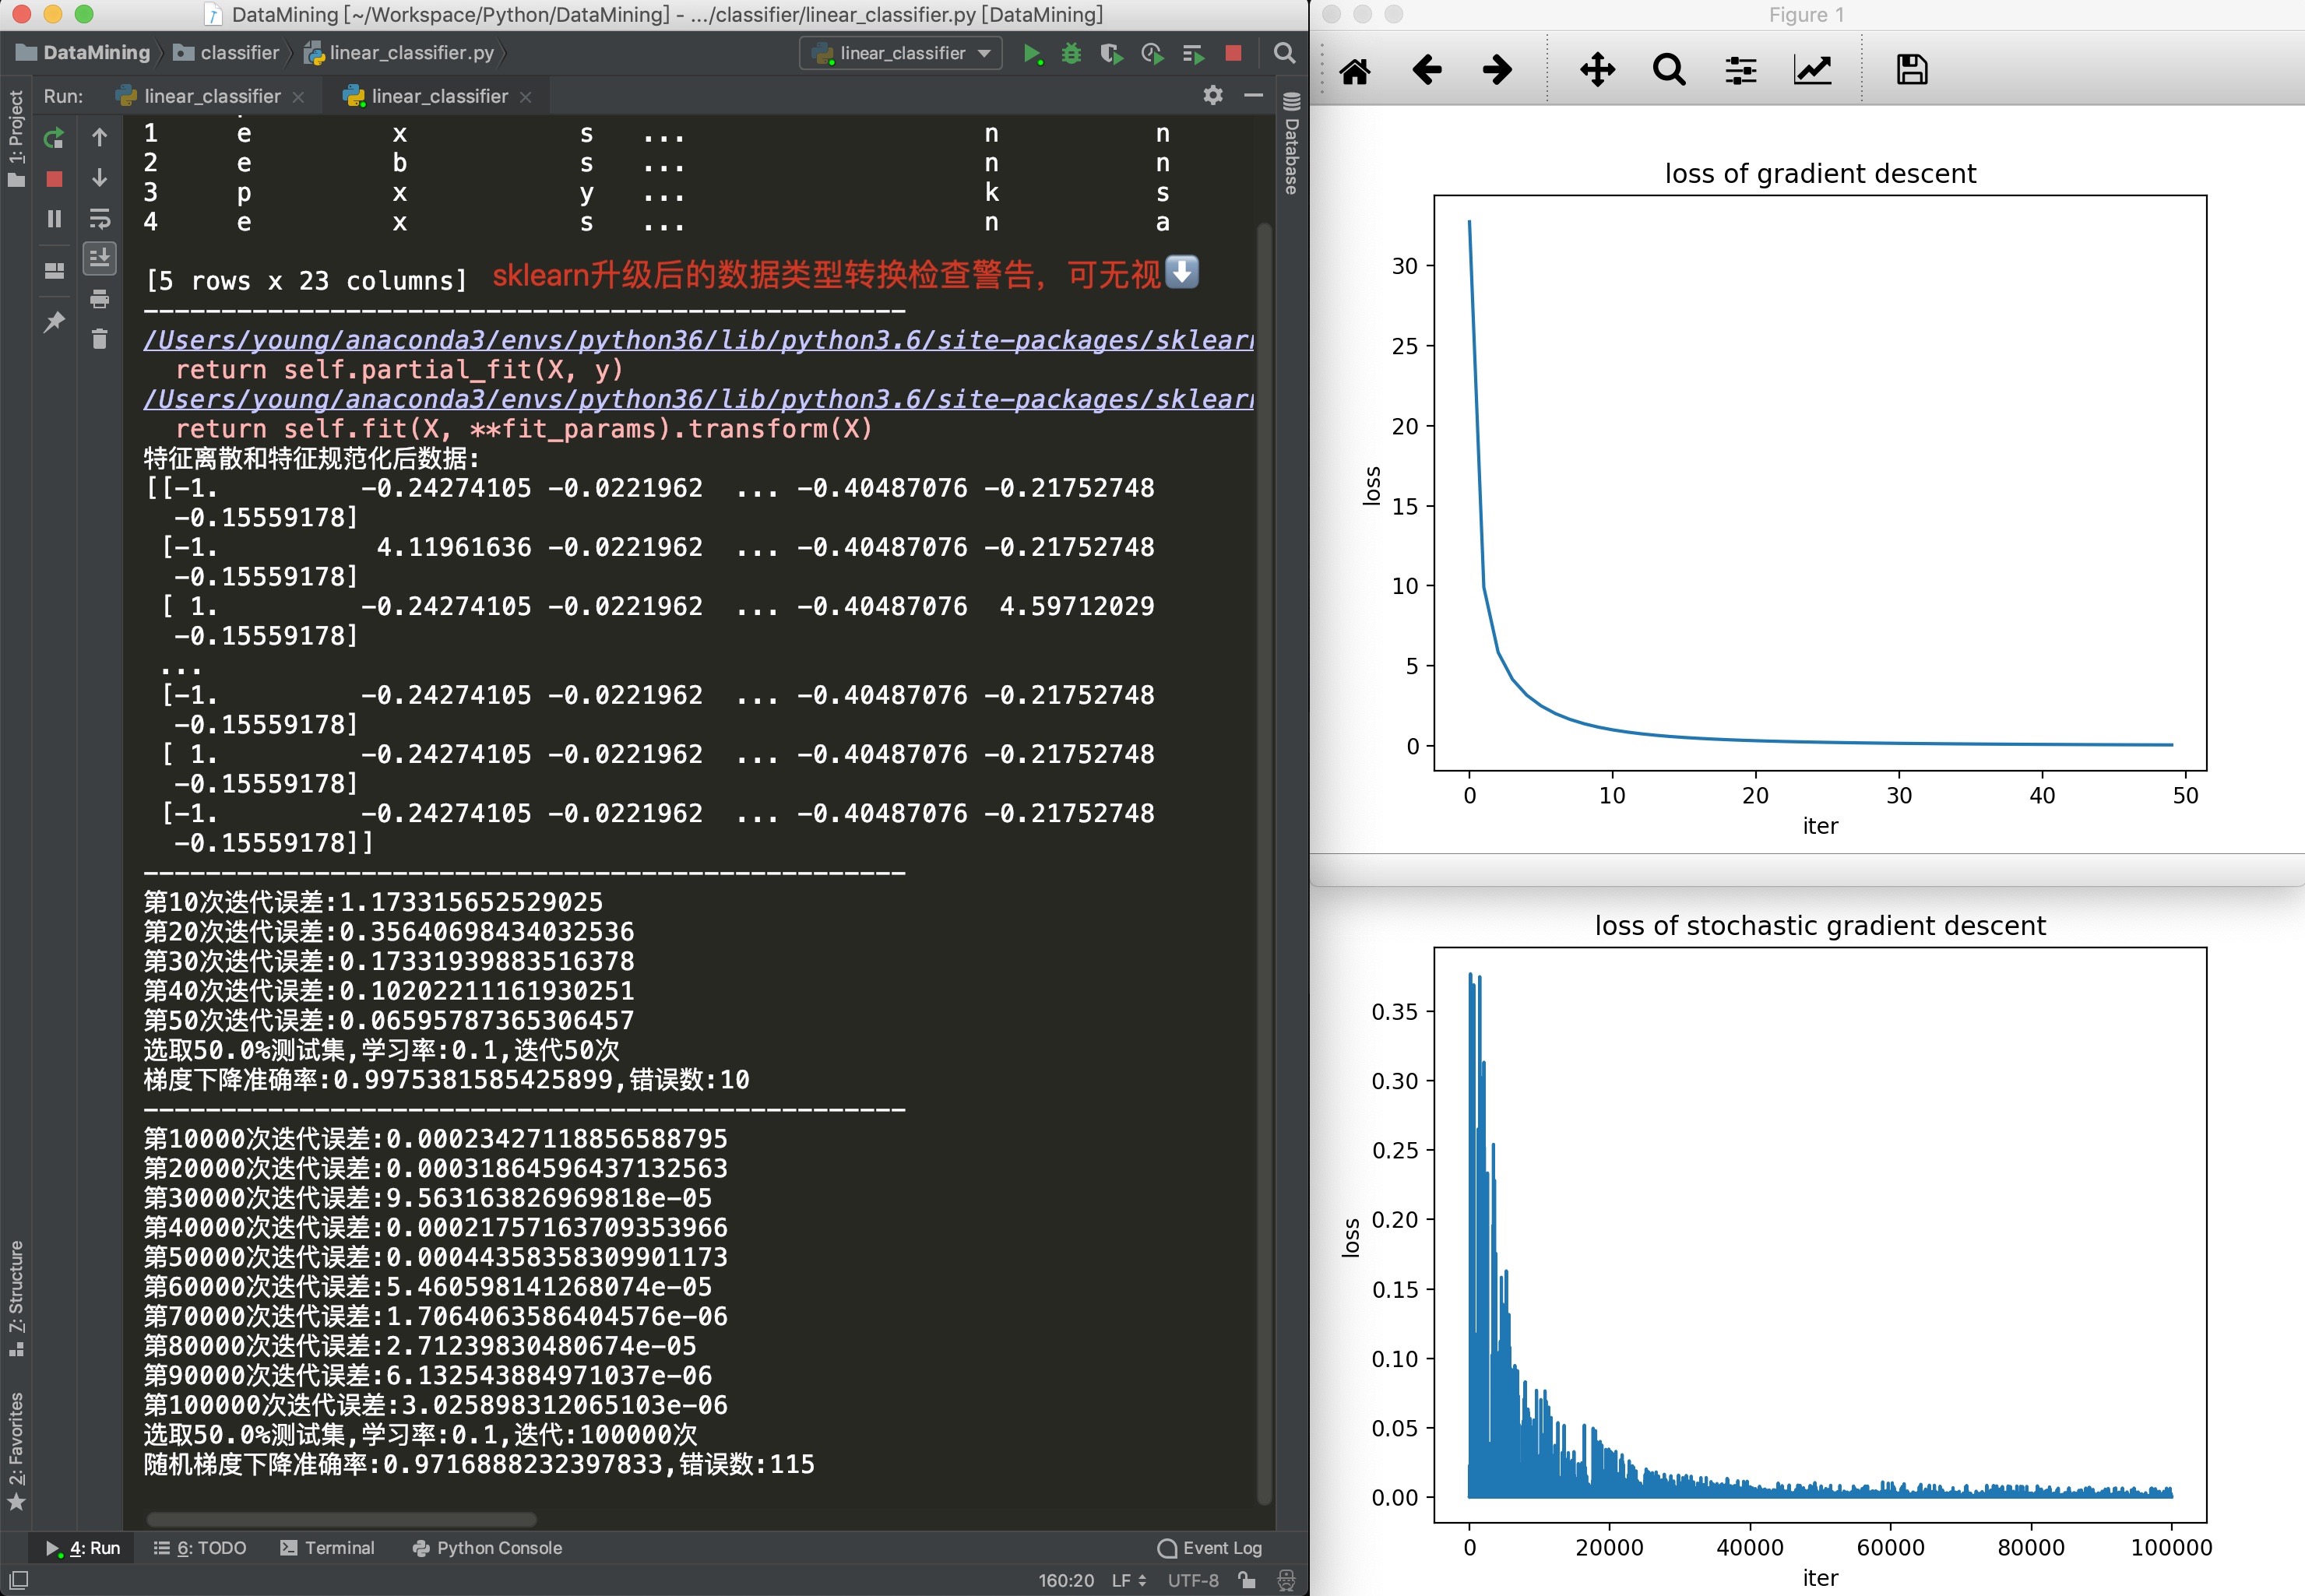 DataMining [~/Workspace/Python/DataMining] - .../classifier/linear_classifier.py [DataMining]
DataMining classifier linear_classifier.py linear_classifier
Run: linear_classifier linear_classifier
1: Project
Database
1 e x s ... n n
2 e b s ... n n
3 p x y ... k s
4 e x s ... n a
[5 rows x 23 columns] sklearn升级后的数据类型转换检查警告，可无视⬇️
-------------------------------------------------
/Users/young/anaconda3/envs/python36/lib/python3.6/site-packages/sklearn
return self.partial_fit(X, y)
/Users/young/anaconda3/envs/python36/lib/python3.6/site-packages/sklearn
return self.fit(X, **fit_params).transform(X)
特征离散和特征规范化后数据:
[[-1. -0.24274105 -0.0221962 ... -0.40487076 -0.21752748
-0.15559178]
[-1. 4.11961636 -0.0221962 ... -0.40487076 -0.21752748
-0.15559178]
[ 1. -0.24274105 -0.0221962 ... -0.40487076 4.59712029
-0.15559178]
...
[-1. -0.24274105 -0.0221962 ... -0.40487076 -0.21752748
-0.15559178]
[ 1. -0.24274105 -0.0221962 ... -0.40487076 -0.21752748
-0.15559178]
[-1. -0.24274105 -0.0221962 ... -0.40487076 -0.21752748
-0.15559178]]
-------------------------------------------------
第10次迭代误差:1.173315652529025
第20次迭代误差:0.35640698434032536
第30次迭代误差:0.17331939883516378
第40次迭代误差:0.10202211161930251
第50次迭代误差:0.06595787365306457
选取50.0%测试集,学习率:0.1,迭代50次
梯度下降准确率:0.9975381585425899,错误数:10
-------------------------------------------------
第10000次迭代误差:0.00023427118856588795
第20000次迭代误差:0.00031864596437132563
第30000次迭代误差:9.563163826969818e-05
第40000次迭代误差:0.00021757163709353966
第50000次迭代误差:0.00044358358309901173
第60000次迭代误差:5.460598141268074e-05
第70000次迭代误差:1.7064063586404576e-06
第80000次迭代误差:2.71239830480674e-05
第90000次迭代误差:6.132543884971037e-06
第100000次迭代误差:3.025898312065103e-06
选取50.0%测试集,学习率:0.1,迭代:100000次
随机梯度下降准确率:0.9716888232397833,错误数:115
Z: Structure
2: Favorites
4: Run 6: TODO Terminal Python Console Event Log
160:20 LF UTF-8
Figure 1
loss of gradient descent
30
25
20
15
10
5
0
loss
0 10 20 30 40 50
iter
loss of stochastic gradient descent
0.35
0.30
0.25
0.20
0.15
0.10
0.05
0.00
loss
0 20000 40000 60000 80000 100000
iter